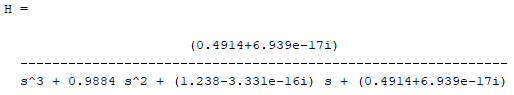 H =
(0.4914+6.939e-17i)
----------------------------------------------------------------
s^3 + 0.9884 s^2 + (1.238-3.331e-16i) s + (0.4914+6.939e-17i)